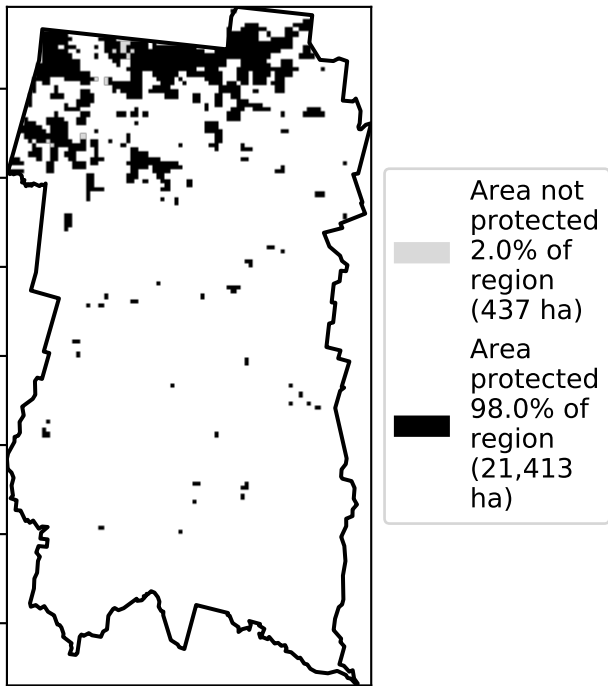 Area not
protected
2.0% of
region
(437 ha)
Area
protected
98.0% of
region
(21,413
ha)